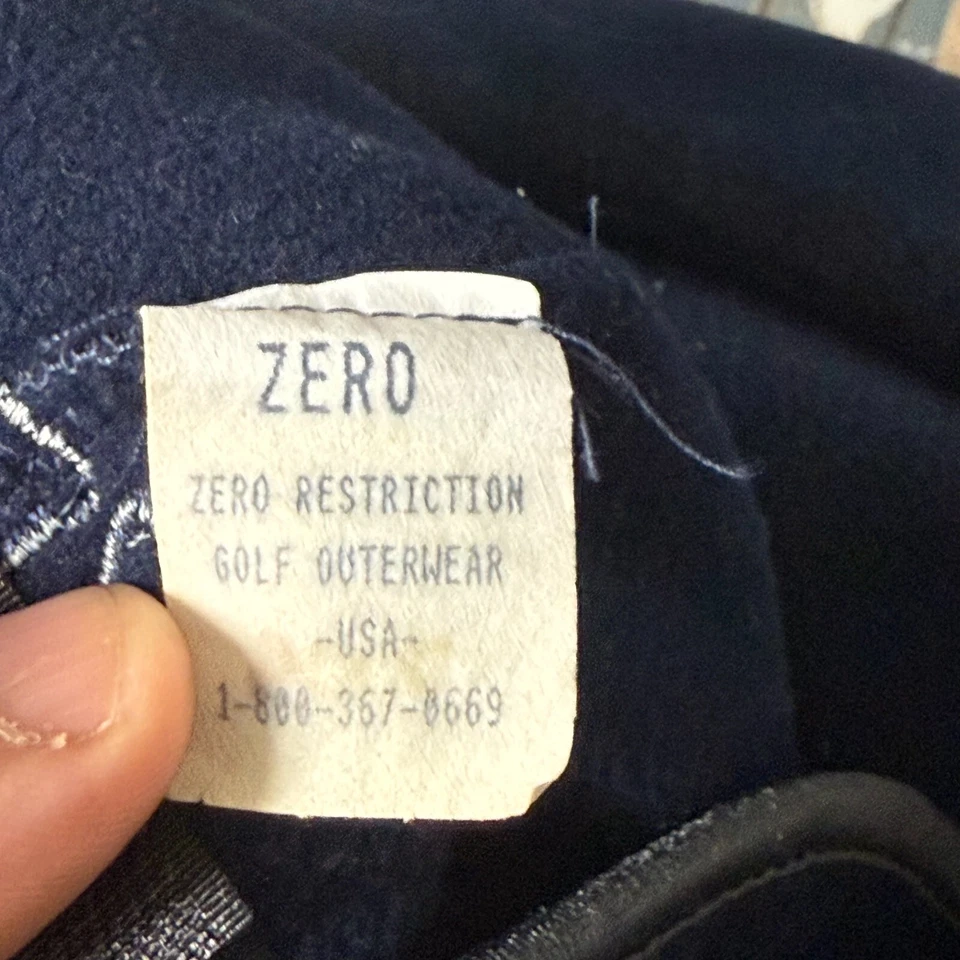 ZERO
ZERO RESTRICTION
GOLF OUTERWEAR
-USA-
1-800-367-0669